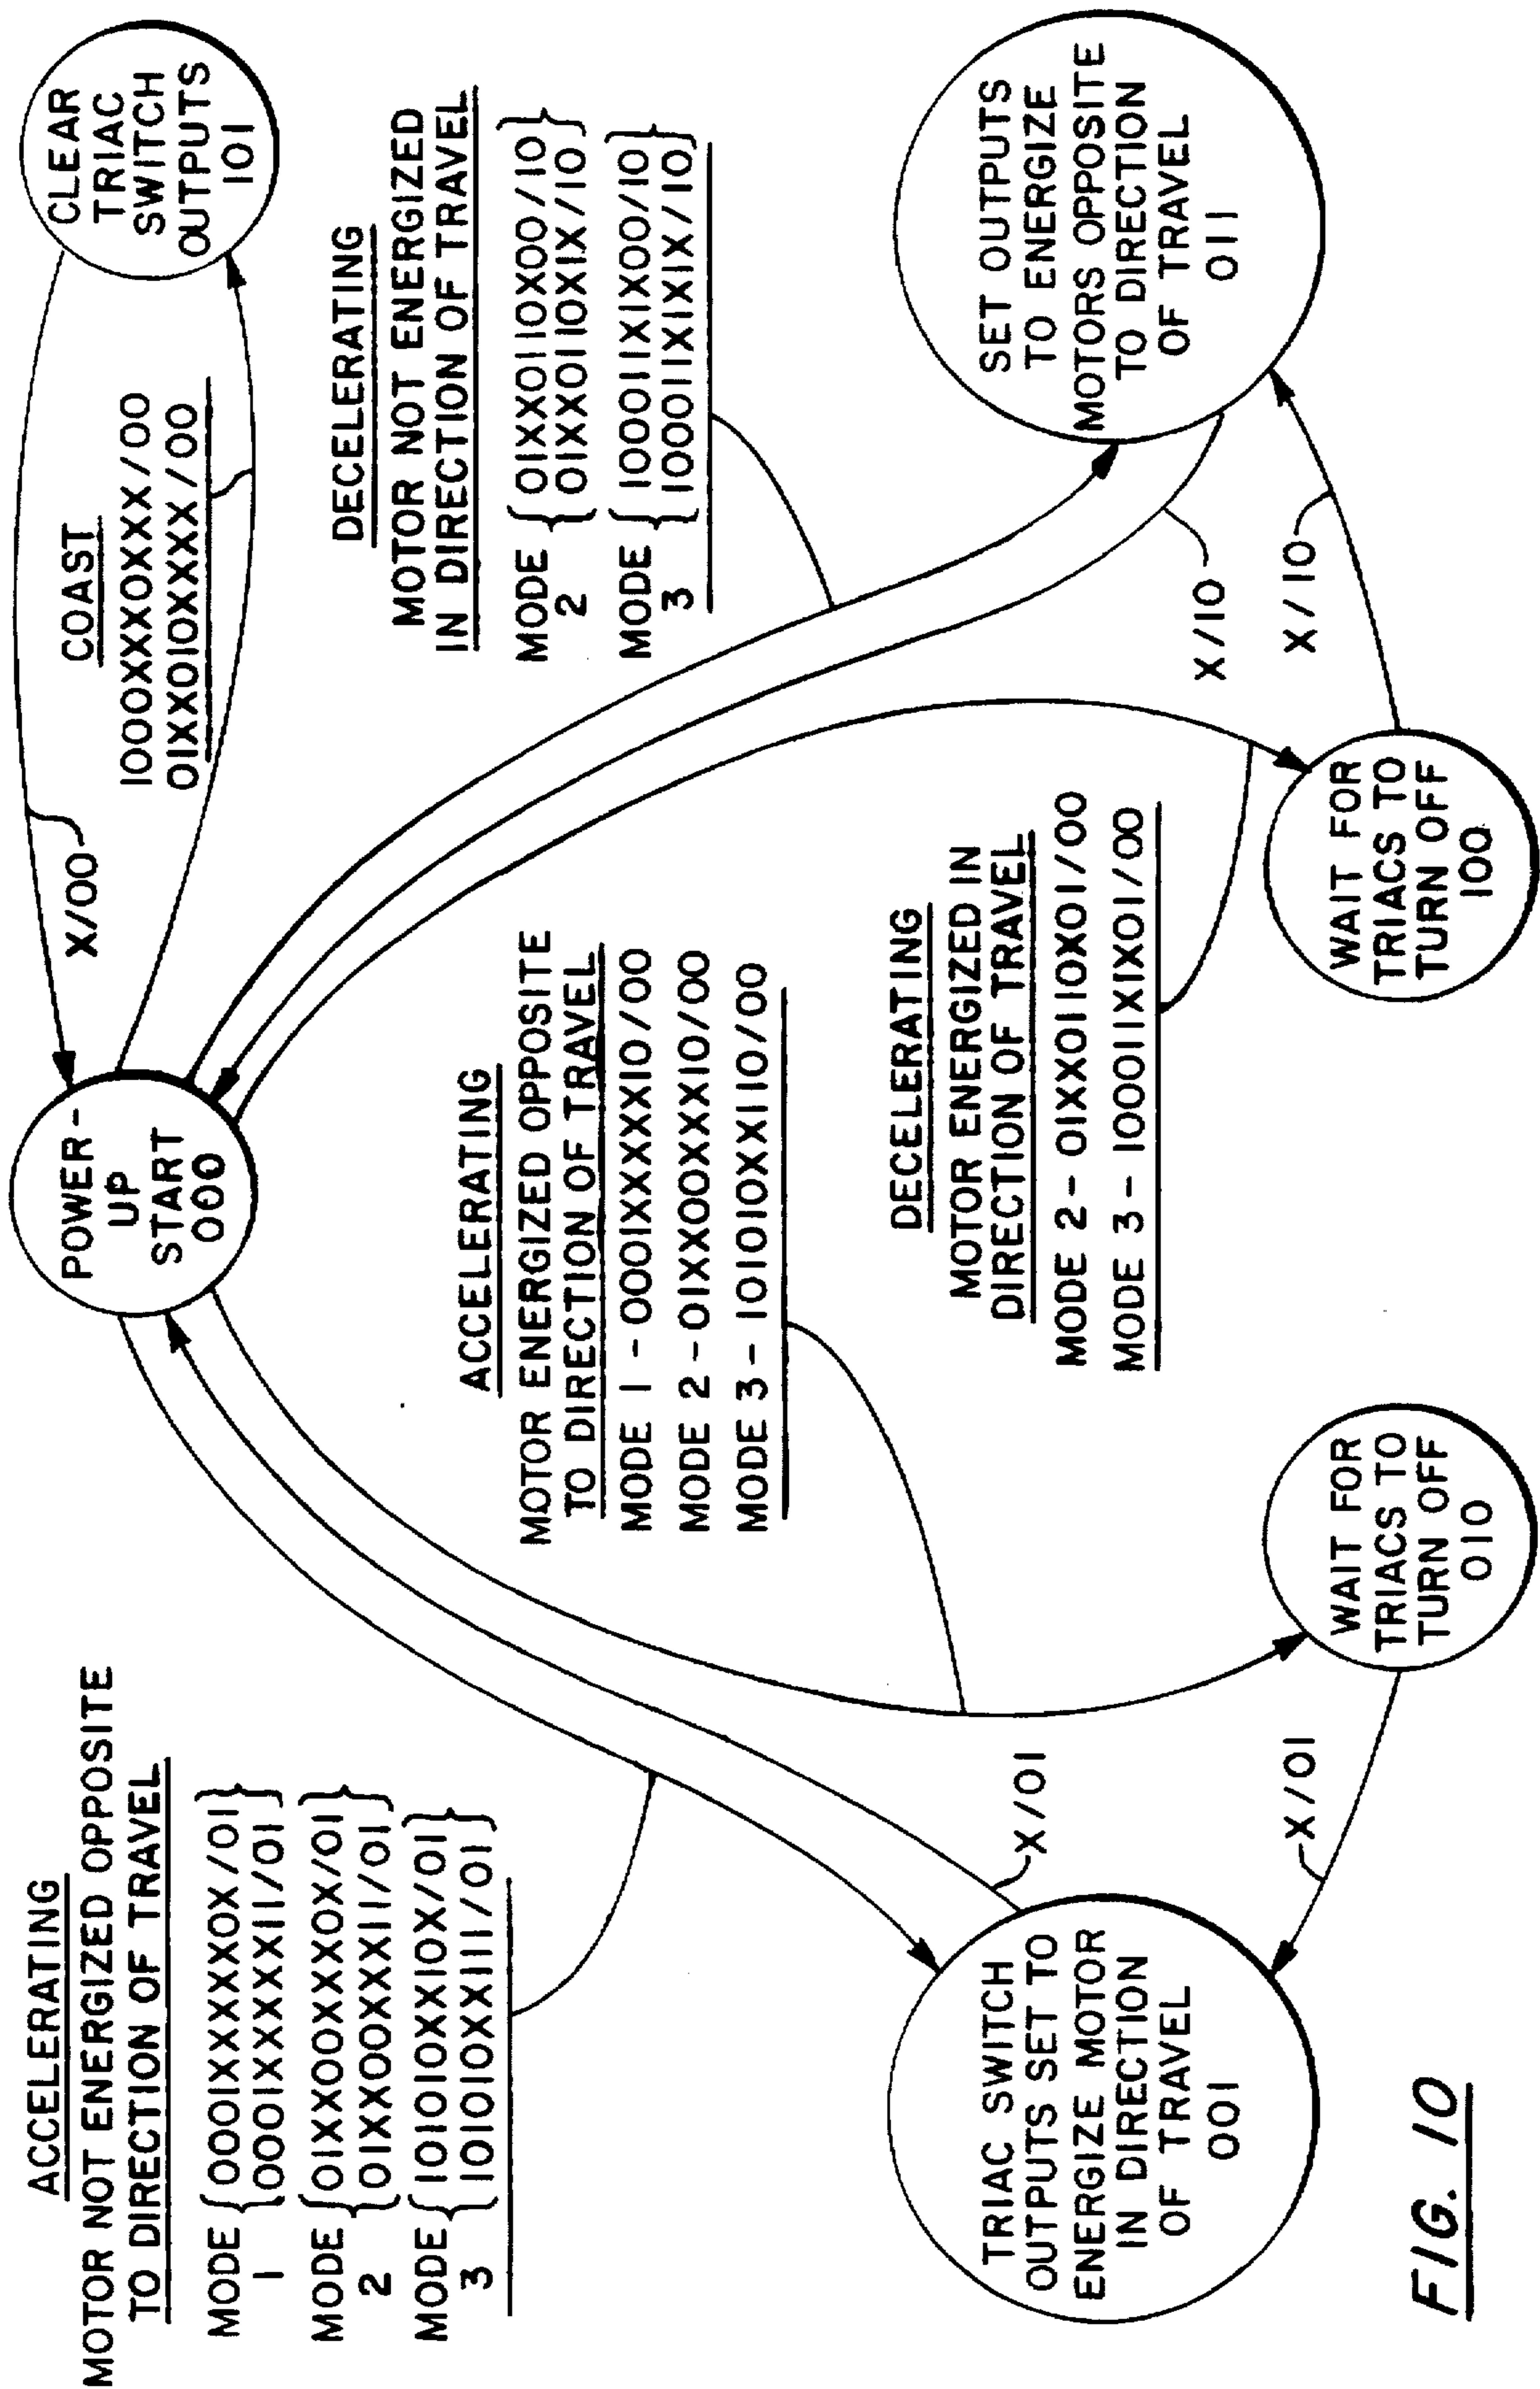 ACCELERATING
MOTOR NOT ENERGIZED OPPOSITE
TO DIRECTION OF TRAVEL
MODE 1 {0001XXXXX0X/01}
{0001XXXXX11/01}
MODE 2 {01XX00XXX0X/01}
{01XX00XXX11/01}
MODE 3 {101010XX10X/01}
{101010XX111/01}
POWER-
UP
START
000
X/00
COAST
1000XXX0XXX/00
01XX010XXXX/00
CLEAR
TRIAC
SWITCH
OUTPUTS
101
DECELERATING
MOTOR NOT ENERGIZED
IN DIRECTION OF TRAVEL
MODE 2 {01XX0110X00/10}
{01XX0110X1X/10}
MODE 3 {100011X1X00/10}
{100011X1X1X/10}
ACCELERATING
MOTOR ENERGIZED OPPOSITE
TO DIRECTION OF TRAVEL
MODE 1 - 0001XXXXX10/00
MODE 2 - 01XX00XXX10/00
MODE 3 - 101010XX110/00
DECELERATING
MOTOR ENERGIZED IN
DIRECTION OF TRAVEL
MODE 2 - 01XX0110X01/00
MODE 3 - 100011X1X01/00
TRIAC SWITCH
OUTPUTS SET TO
ENERGIZE MOTOR
IN DIRECTION
OF TRAVEL
001
X/01
X/01
WAIT FOR
TRIACS TO
TURN OFF
010
WAIT FOR
TRIACS TO
TURN OFF
100
X/10
X/10
SET OUTPUTS
TO ENERGIZE
MOTORS OPPOSITE
TO DIRECTION
OF TRAVEL
011
FIG. 10